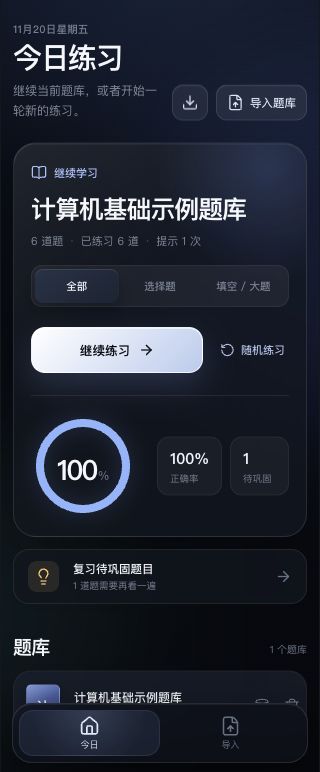 11月20日星期五
今日练习
继续当前题库，或者开始一
轮新的练习。
导入题库
继续学习
计算机基础示例题库
6 道题 · 已练习 6 道 · 提示 1 次
全部
选择题
填空 / 大题
继续练习
随机练习
100%
100%
正确率
1
待巩固
复习待巩固题目
1 道题需要再看一遍
题库
1 个题库
计算机基础示例题库
今日
导入